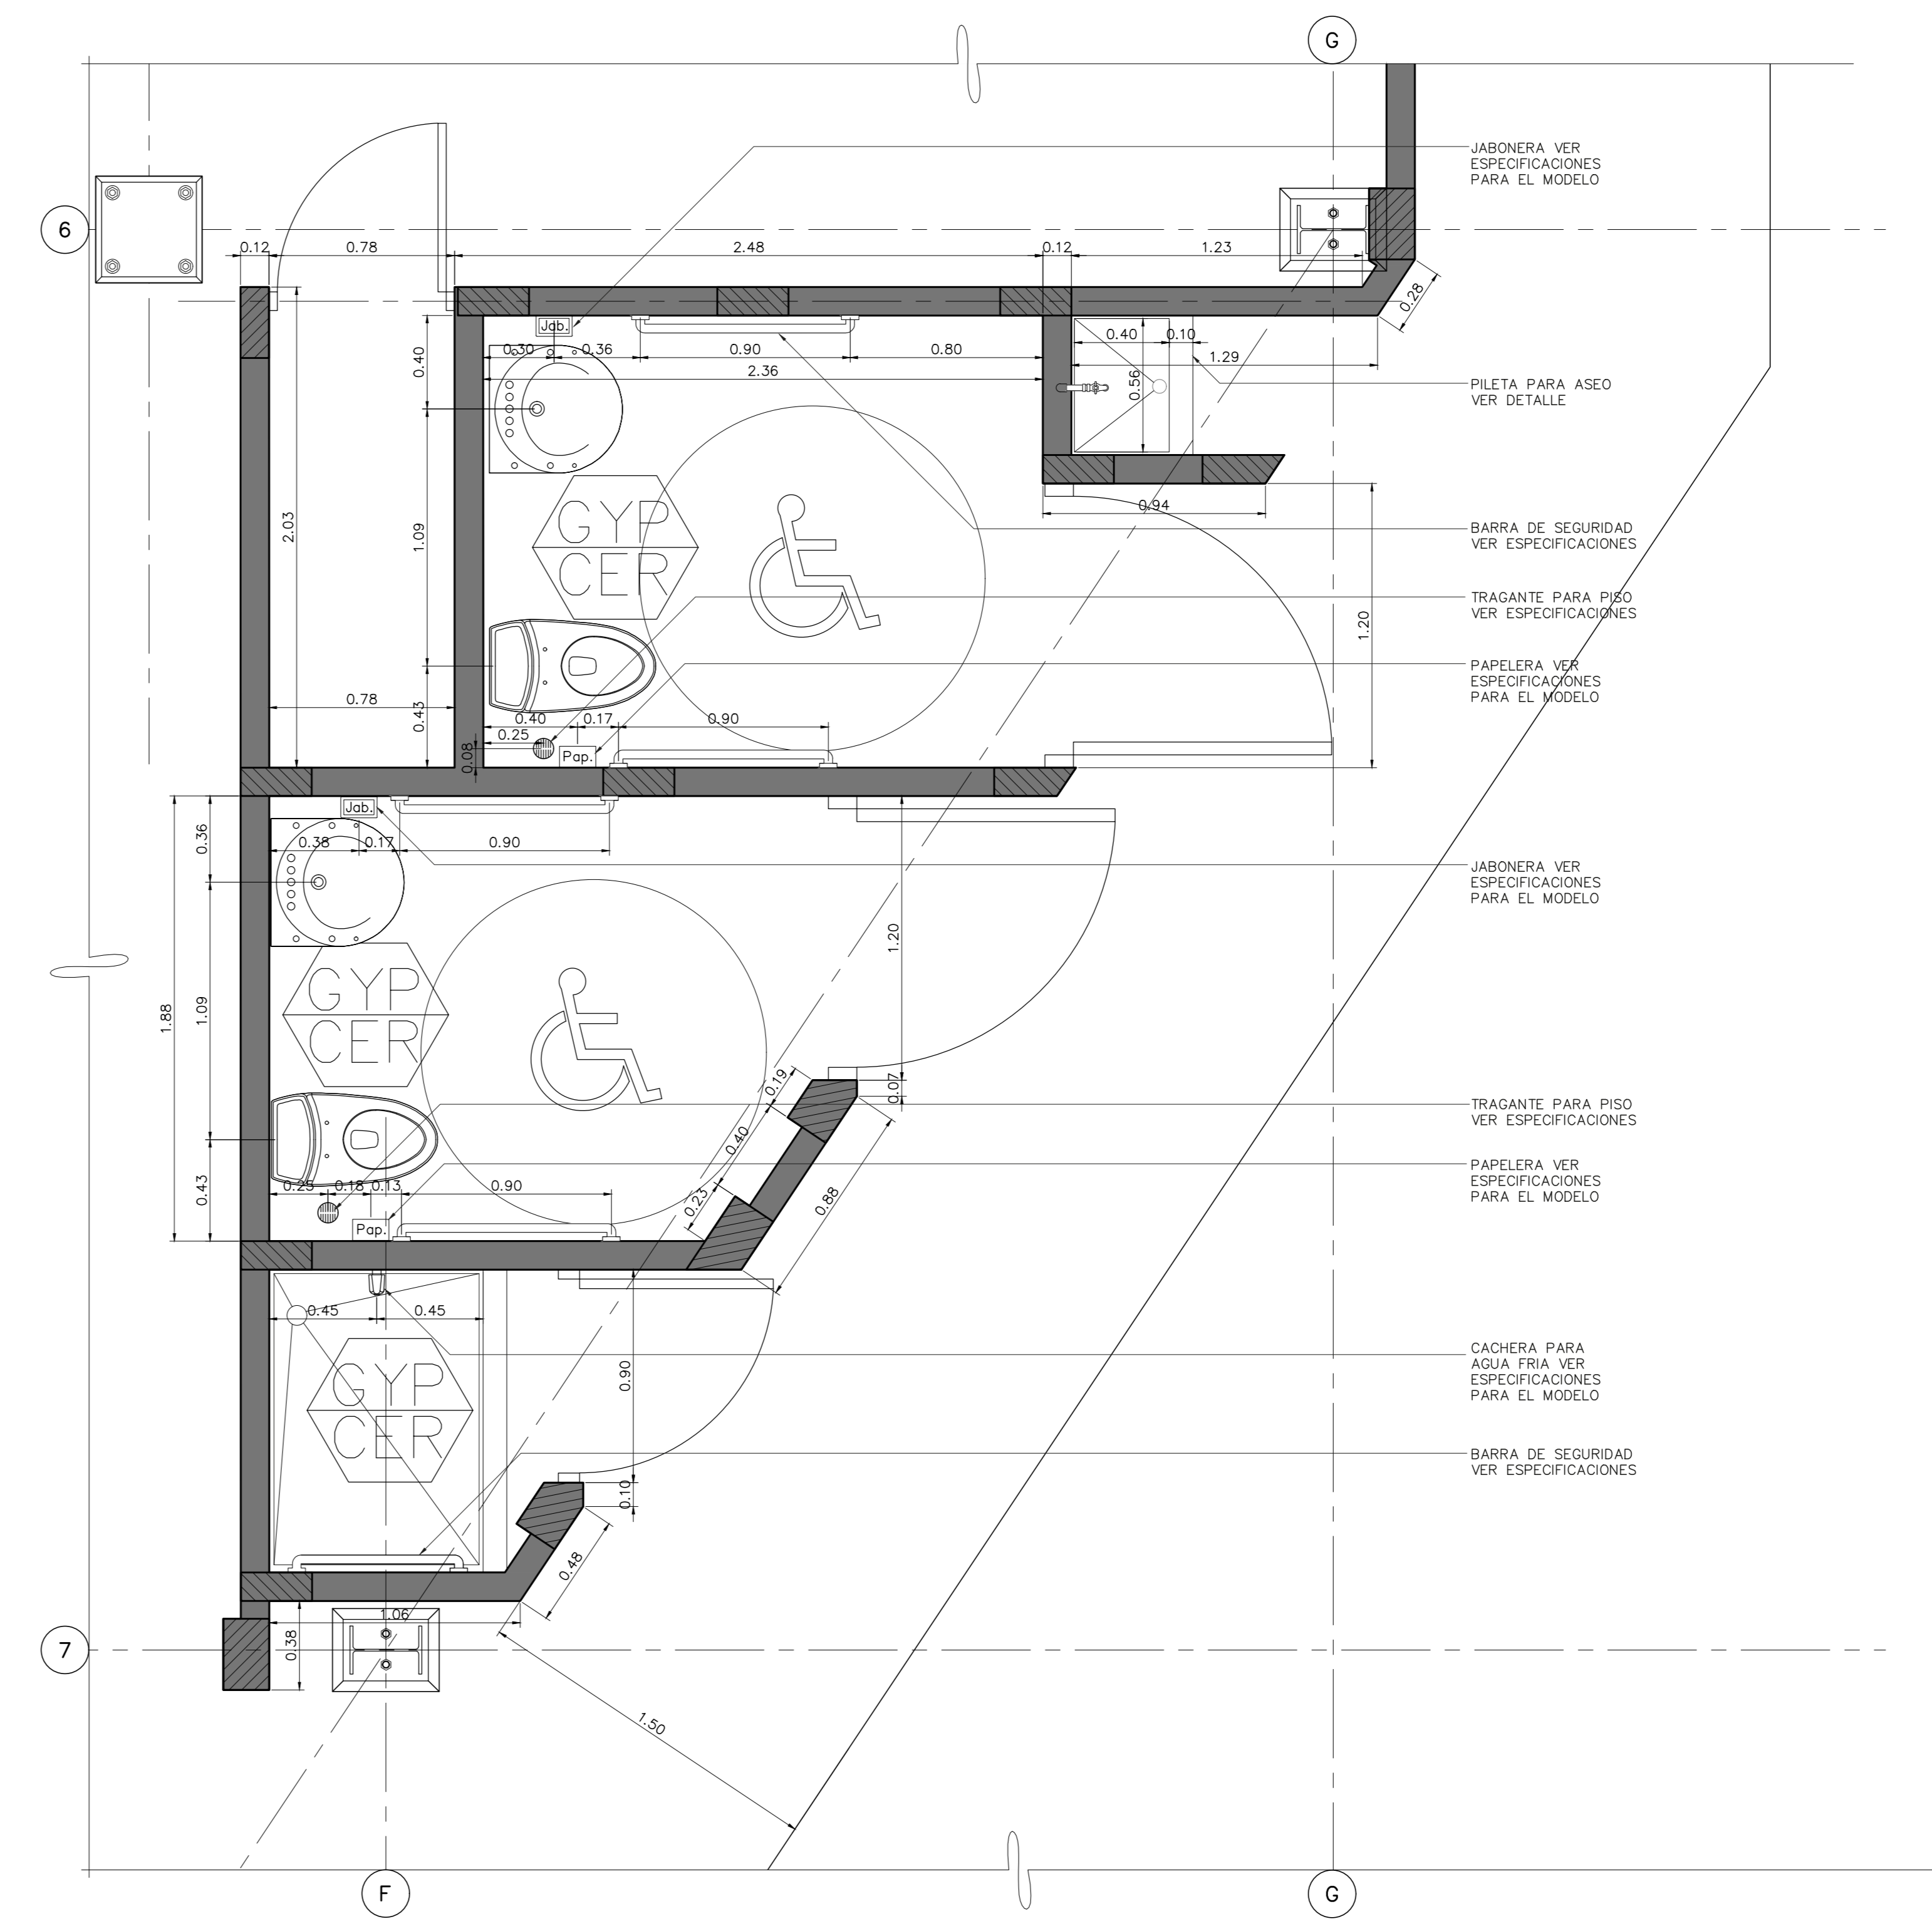 G
JABONERA VER
ESPECIFICACIONES
PARA EL MODELO
6
0.12
0.78
2.48
0.12
1.23
0.28
Jab.
0.30
0.36
0.90
0.80
0.40
0.10
1.29
0.40
2.36
0.56
PILETA PARA ASEO
VER DETALLE
2.03
1.09
GYP
CER
0.94
BARRA DE SEGURIDAD
VER ESPECIFICACIONES
TRAGANTE PARA PISO
VER ESPECIFICACIONES
1.20
PAPELERA VER
ESPECIFICACIONES
PARA EL MODELO
0.78
0.43
0.40
0.17
0.90
0.25
0.08
Pap.
Jab.
0.36
0.38
0.17
0.90
JABONERA VER
ESPECIFICACIONES
PARA EL MODELO
1.20
1.88
1.09
GYP
CER
0.19
0.07
TRAGANTE PARA PISO
VER ESPECIFICACIONES
0.40
0.43
0.25
0.18
0.13
0.90
0.23
0.88
PAPELERA VER
ESPECIFICACIONES
PARA EL MODELO
Pap.
0.45
0.45
0.90
GYP
CER
CACHERA PARA
AGUA FRIA VER
ESPECIFICACIONES
PARA EL MODELO
BARRA DE SEGURIDAD
VER ESPECIFICACIONES
0.10
0.48
1.06
0.38
7
1.50
F
G